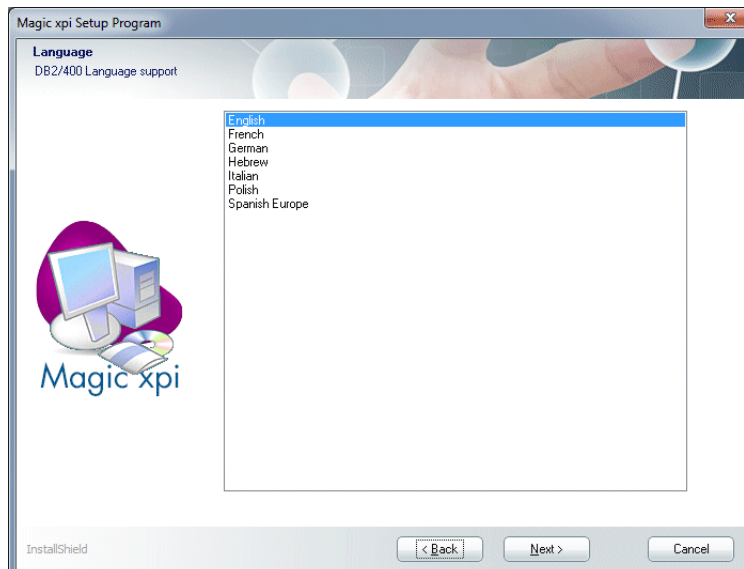 Magic xpi Setup Program
Language
DB2/400 Language support
English
French
German
Hebrew
Italian
Polish
Spanish Europe
Magic xpi
InstallShield
< Back
Next >
Cancel